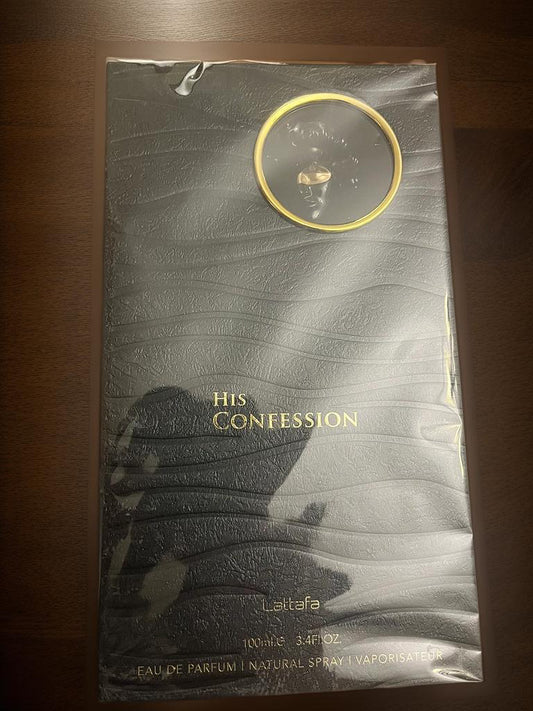 His
Confession
Lattafa
100ml.℮ 3.4Fl.OZ.
EAU DE PARFUM | NATURAL SPRAY | VAPORISATEUR